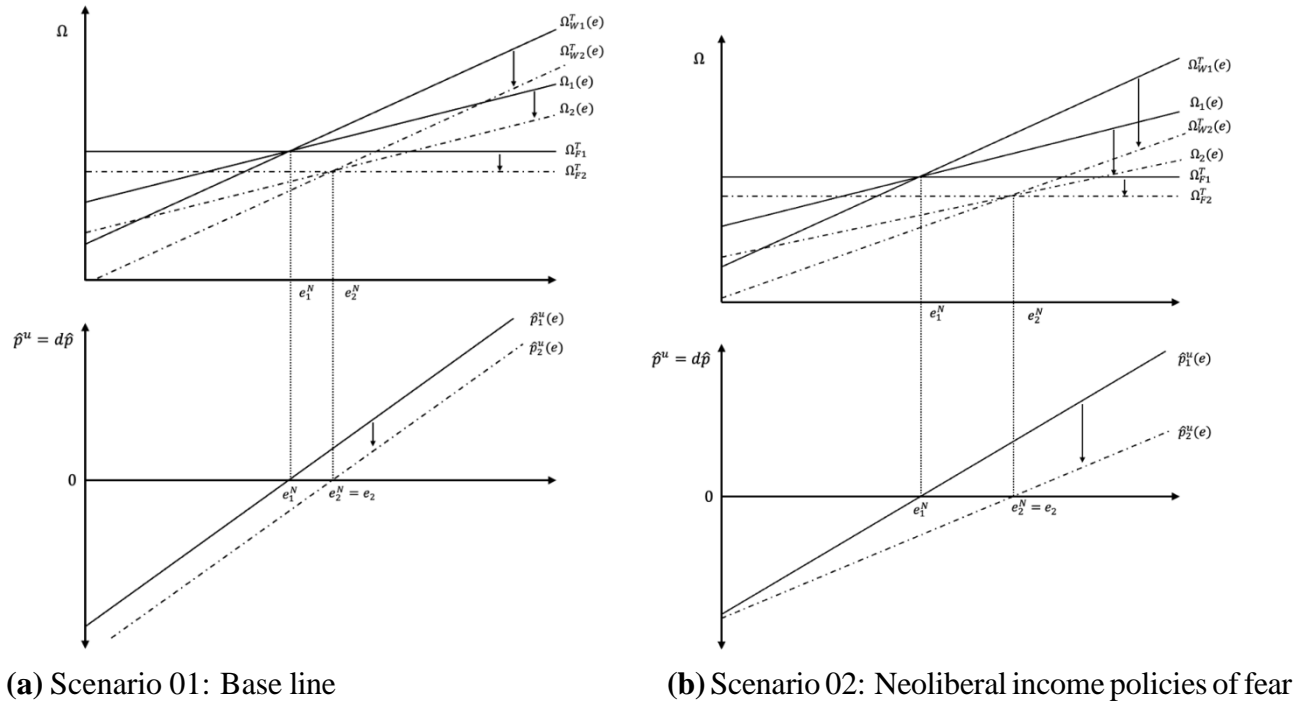 Ω
Ω^T_{W1}(e)
Ω^T_{W2}(e)
Ω_1(e)
Ω_2(e)
Ω^T_{F1}
Ω^T_{F2}
e^N_1
e^N_2
p̂^u = dp̂
p̂^u_1(e)
p̂^u_2(e)
0
e^N_1
e^N_2 = e_2
(a) Scenario 01: Base line
Ω
Ω^T_{W1}(e)
Ω_1(e)
Ω^T_{W2}(e)
Ω_2(e)
Ω^T_{F1}
Ω^T_{F2}
e^N_1
e^N_2
p̂^u = dp̂
p̂^u_1(e)
p̂^u_2(e)
0
e^N_1
e^N_2 = e_2
(b) Scenario 02: Neoliberal income policies of fear